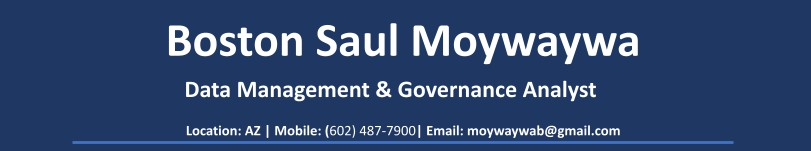 Boston Saul Moywaywa
Data Management & Governance Analyst
Location: AZ | Mobile: (602) 487-7900| Email: moywaywab@gmail.com